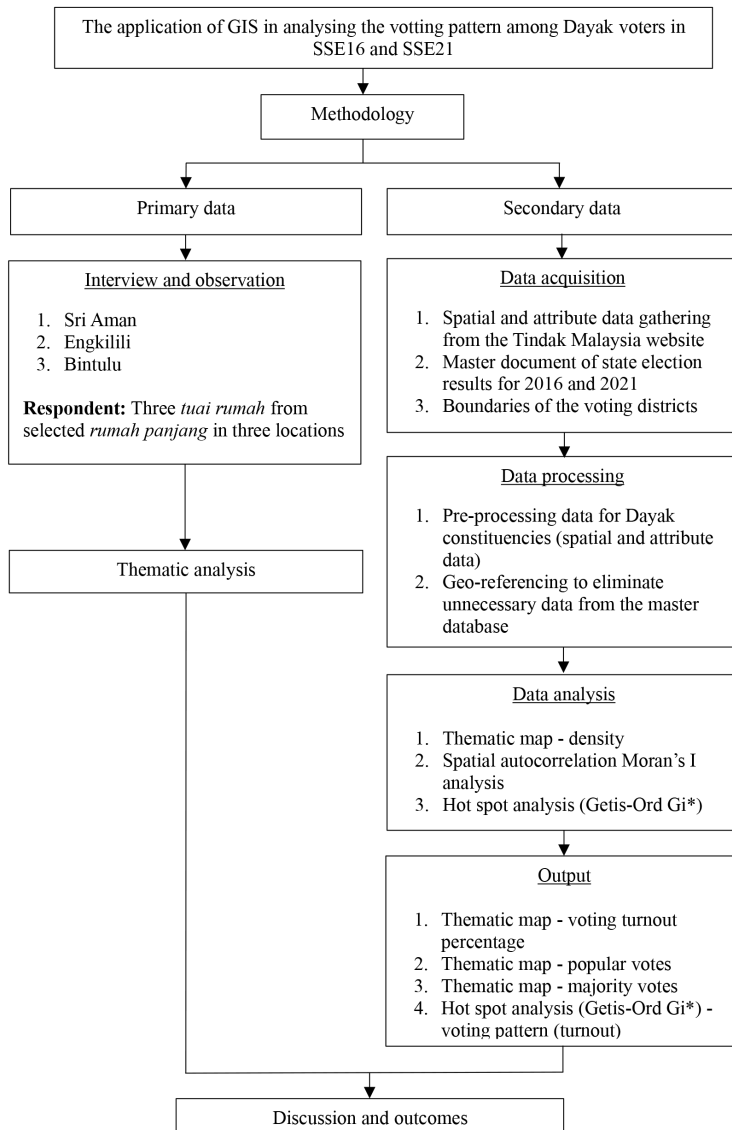 The application of GIS in analysing the votting pattern among Dayak voters in
SSE16 and SSE21
Methodology
Primary data
Secondary data
Interview and observation
1. Sri Aman
2. Engkilili
3. Bintulu
Respondent: Three tuai rumah from
selected rumah panjang in three locations
Thematic analysis
Data acquisition
1. Spatial and attribute data gathering
from the Tindak Malaysia website
2. Master document of state election
results for 2016 and 2021
3. Boundaries of the voting districts
Data processing
1. Pre-processing data for Dayak
constituencies (spatial and attribute
data)
2. Geo-referencing to eliminate
unnecessary data from the master
database
Data analysis
1. Thematic map - density
2. Spatial autocorrelation Moran's I
analysis
3. Hot spot analysis (Getis-Ord Gi*)
Output
1. Thematic map - voting turnout
percentage
2. Thematic map - popular votes
3. Thematic map - majority votes
4. Hot spot analysis (Getis-Ord Gi*) -
voting pattern (turnout)
Discussion and outcomes